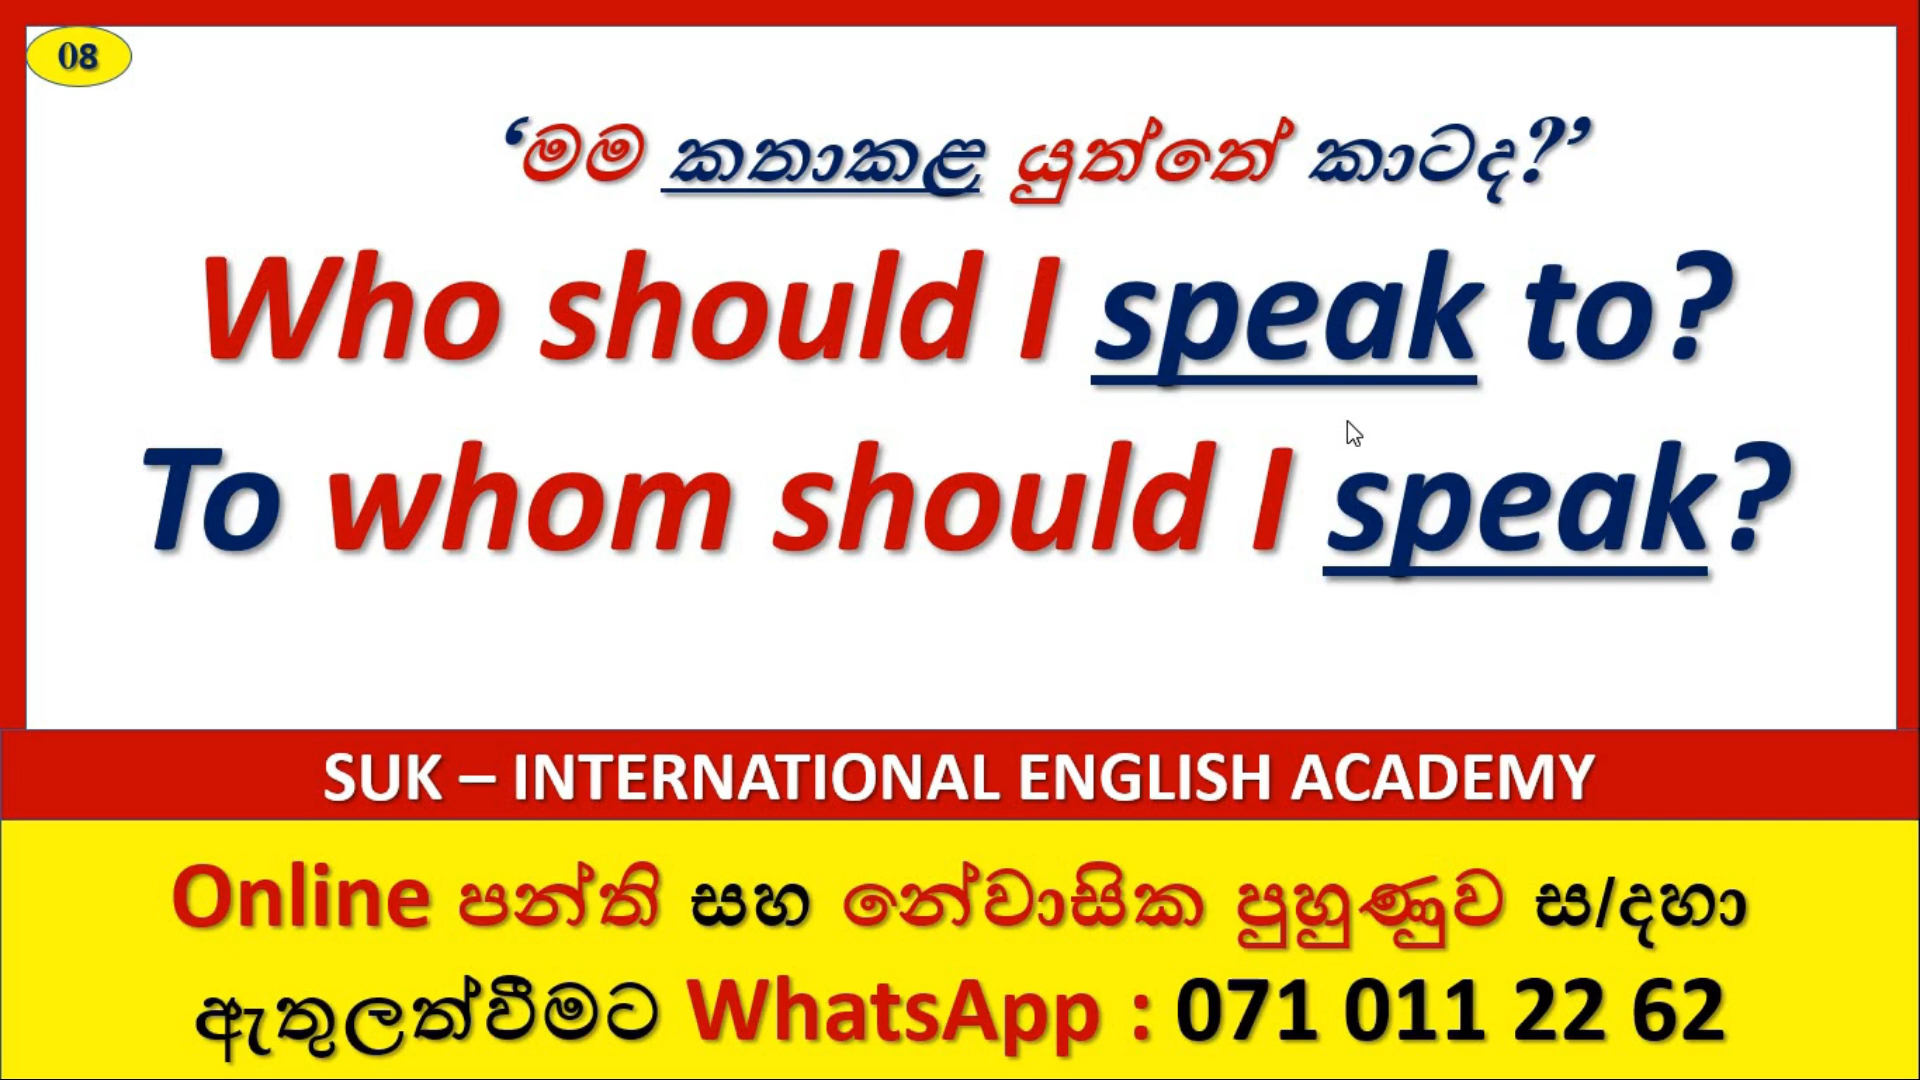 08
‘මම කතාකළ යුත්තේ කාටද?’
Who should I speak to?
To whom should I speak?
SUK – INTERNATIONAL ENGLISH ACADEMY
Online පන්ති සහ නේවාසික පුහුණුව ස/දහා
ඇතුලත්වීමට WhatsApp : 071 011 22 62